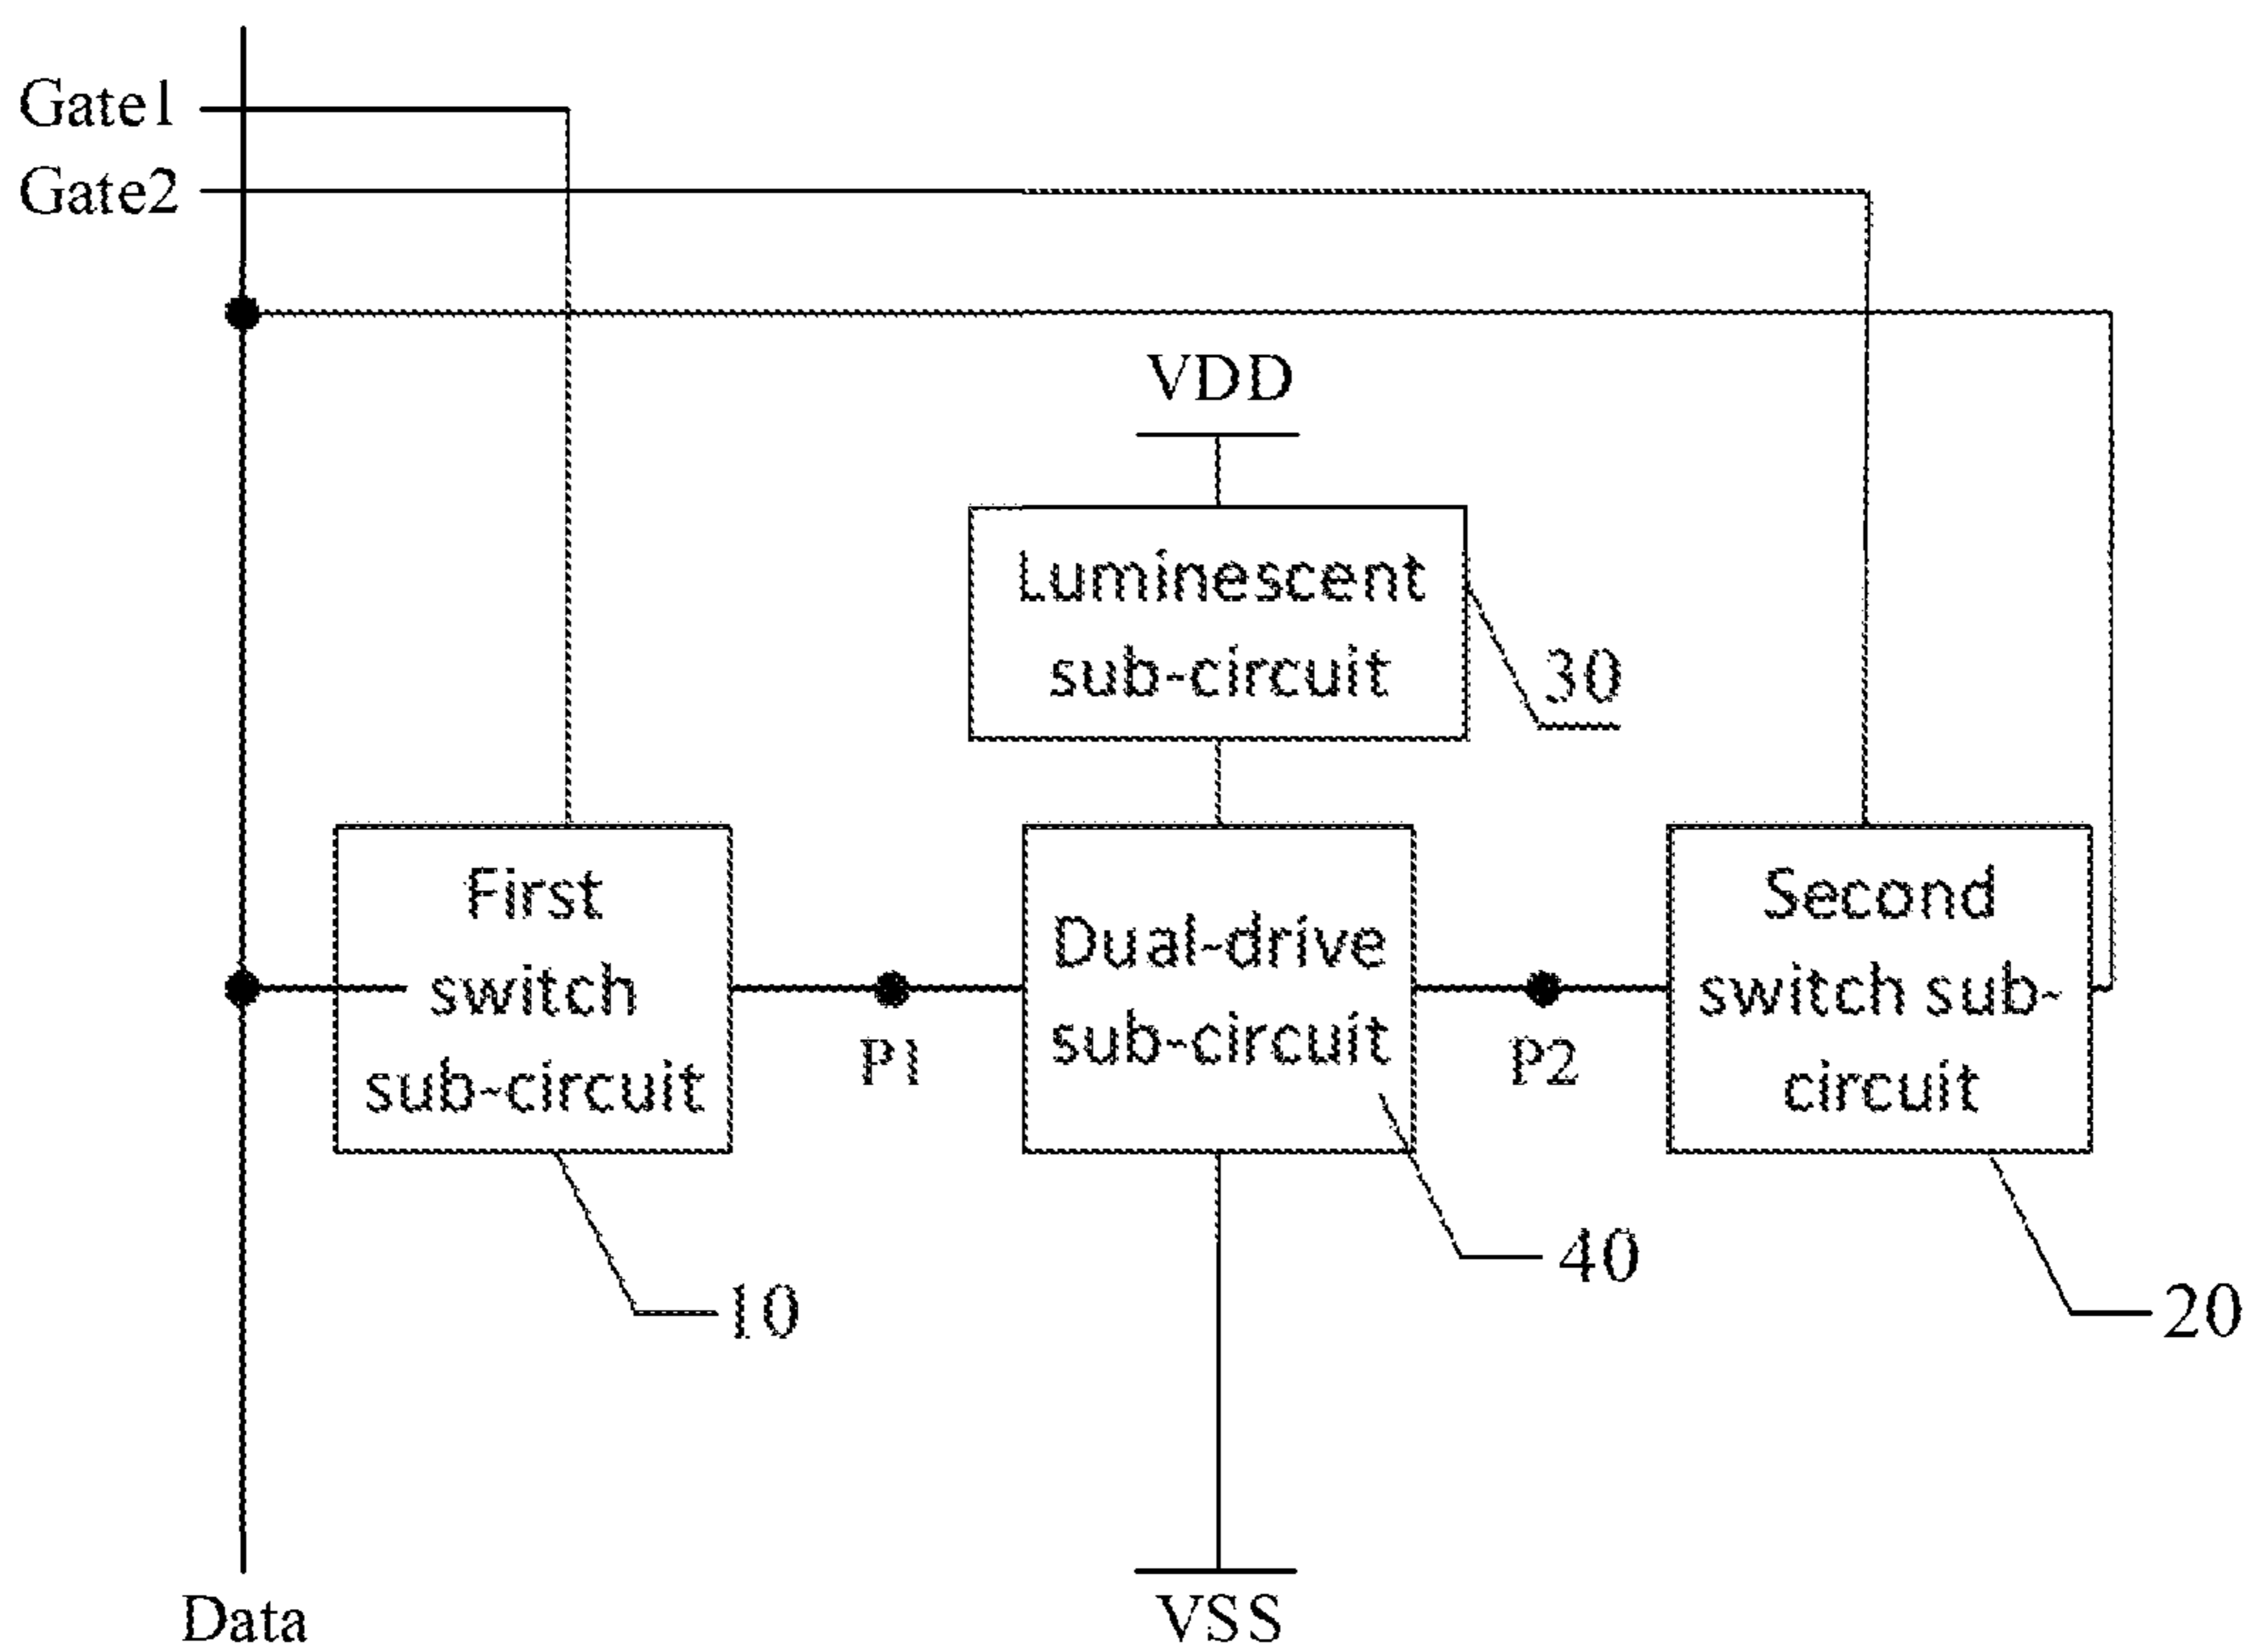 Gate1
Gate2
VDD
Luminescent
sub-circuit
30
First
switch
sub-circuit
P1
Dual-drive
sub-circuit
P2
Second
switch sub-
circuit
10
40
20
Data
VSS